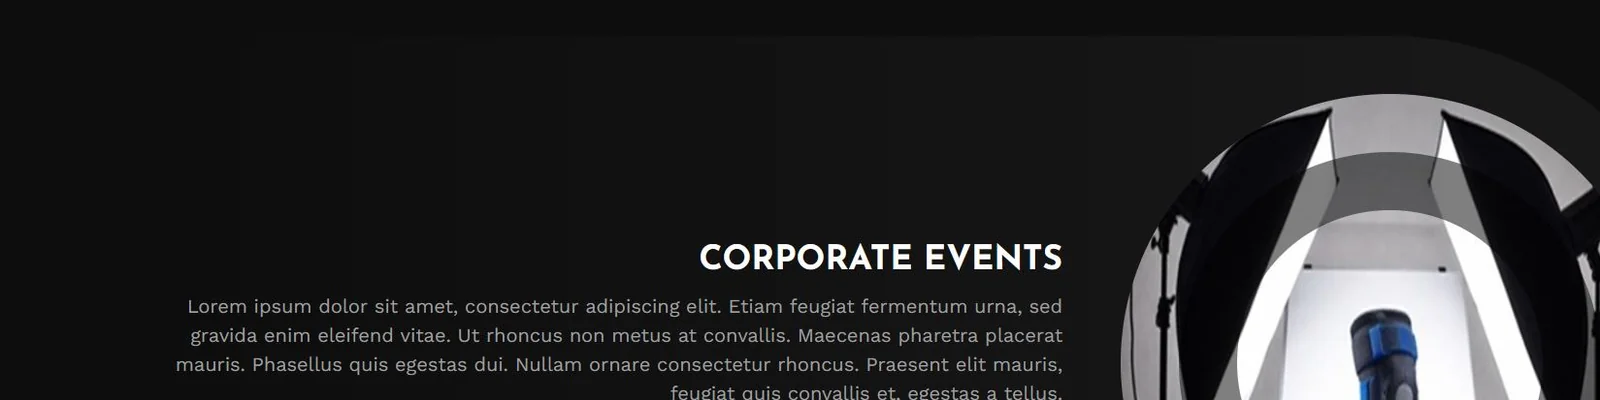 CORPORATE EVENTS
Lorem ipsum dolor sit amet, consectetur adipiscing elit. Etiam feugiat fermentum urna, sed
gravida enim eleifend vitae. Ut rhoncus non metus at convallis. Maecenas pharetra placerat
mauris. Phasellus quis egestas dui. Nullam ornare consectetur rhoncus. Praesent elit mauris,
feugiat quis convallis et, egestas a tellus.